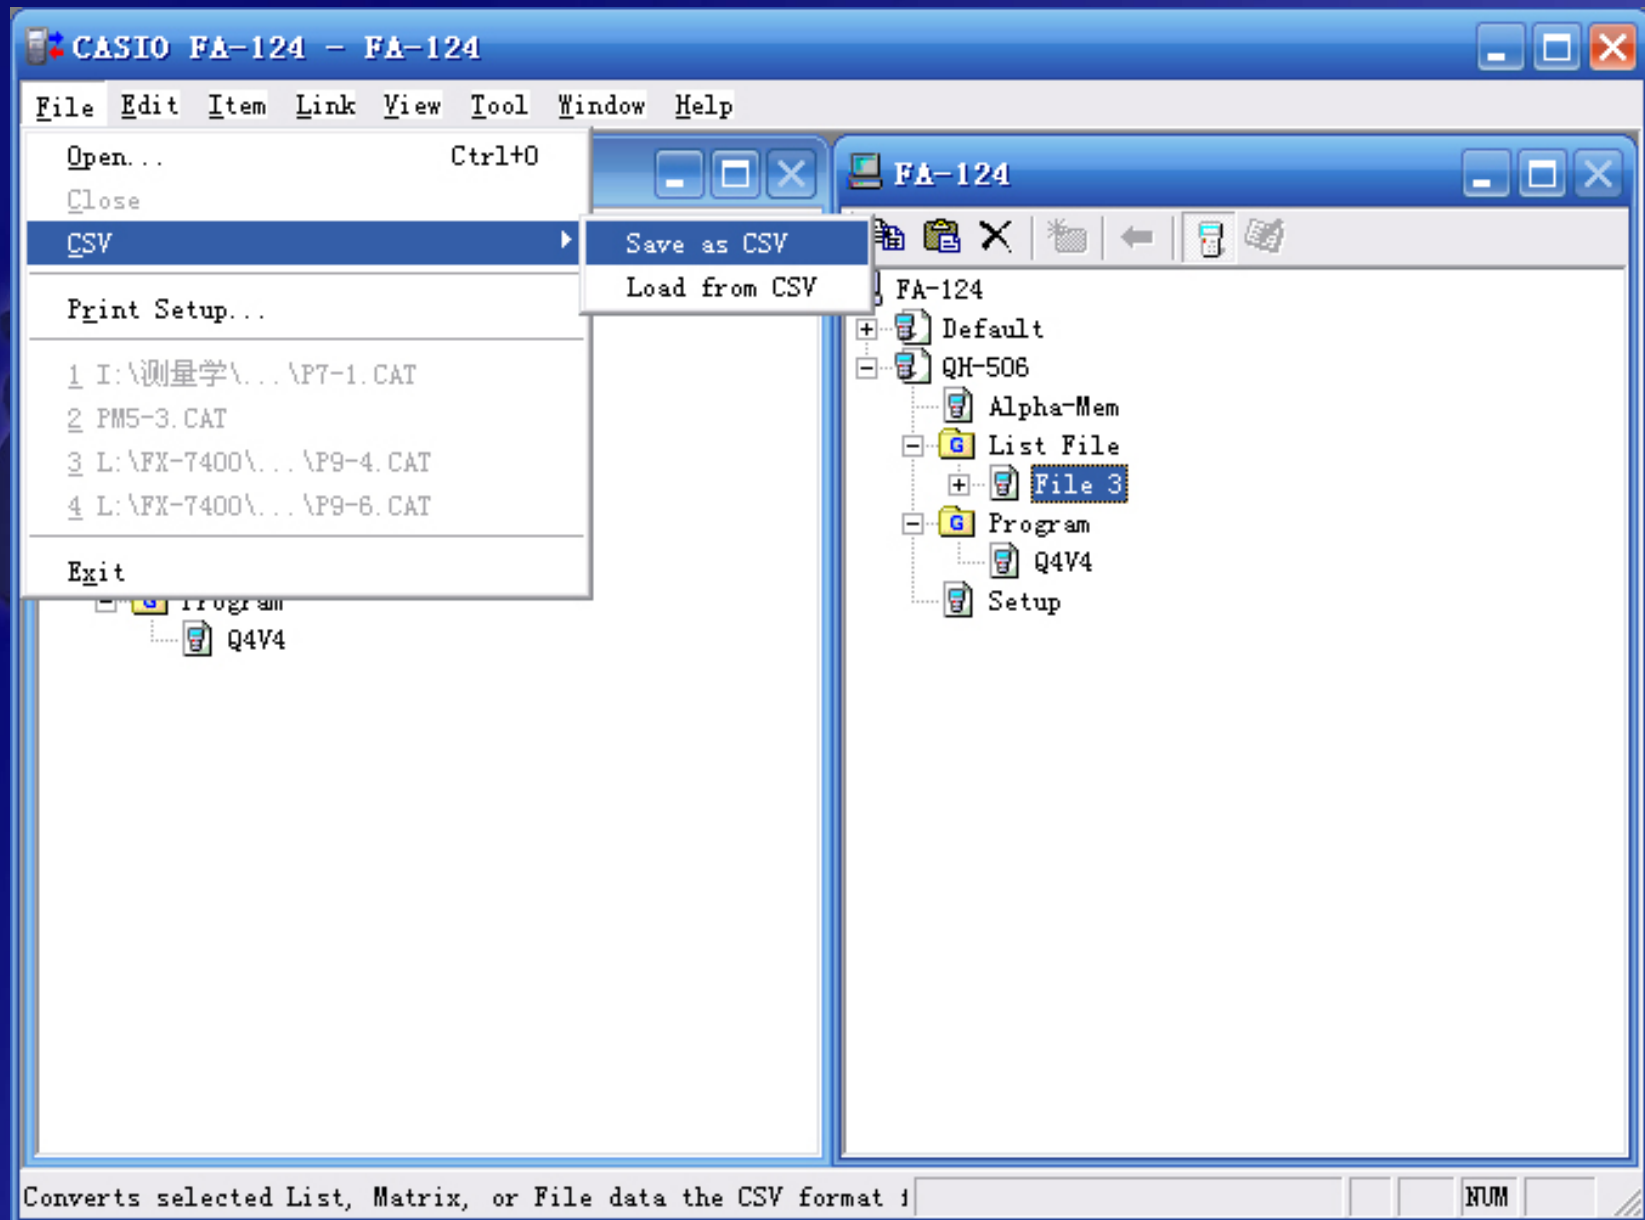 CASIO FA-124 - FA-124
File Edit Item Link View Tool Window Help
Open... Ctrl+O
Close
CSV
Save as CSV
Load from CSV
Print Setup...
1 I:\测量学\...\P7-1.CAT
2 PM5-3.CAT
3 L:\FX-7400\...\P9-4.CAT
4 L:\FX-7400\...\P9-6.CAT
Exit
Program
Q4V4
FA-124
FA-124
Default
QH-506
Alpha-Mem
List File
File 3
Program
Q4V4
Setup
Converts selected List, Matrix, or File data the CSV format
NUM